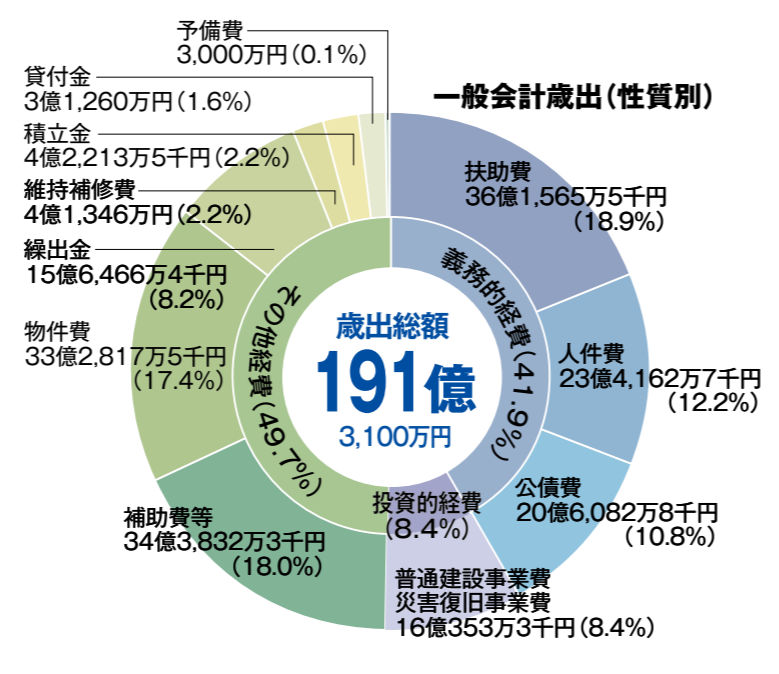 一般会計歳出（性質別）
予備費
3,000万円（0.1%）
貸付金
3億1,260万円（1.6%）
積立金
4億2,213万5千円（2.2%）
維持補修費
4億1,346万円（2.2%）
繰出金
15億6,466万4千円
（8.2%）
物件費
33億2,817万5千円
（17.4%）
補助費等
34億3,832万3千円
（18.0%）
扶助費
36億1,565万5千円
（18.9%）
人件費
23億4,162万7千円
（12.2%）
公債費
20億6,082万8千円
（10.8%）
普通建設事業費
災害復旧事業費
16億353万3千円（8.4%）
義務的経費（41.9%）
その他経費（49.7%）
投資的経費
（8.4%）
歳出総額
191億
3,100万円